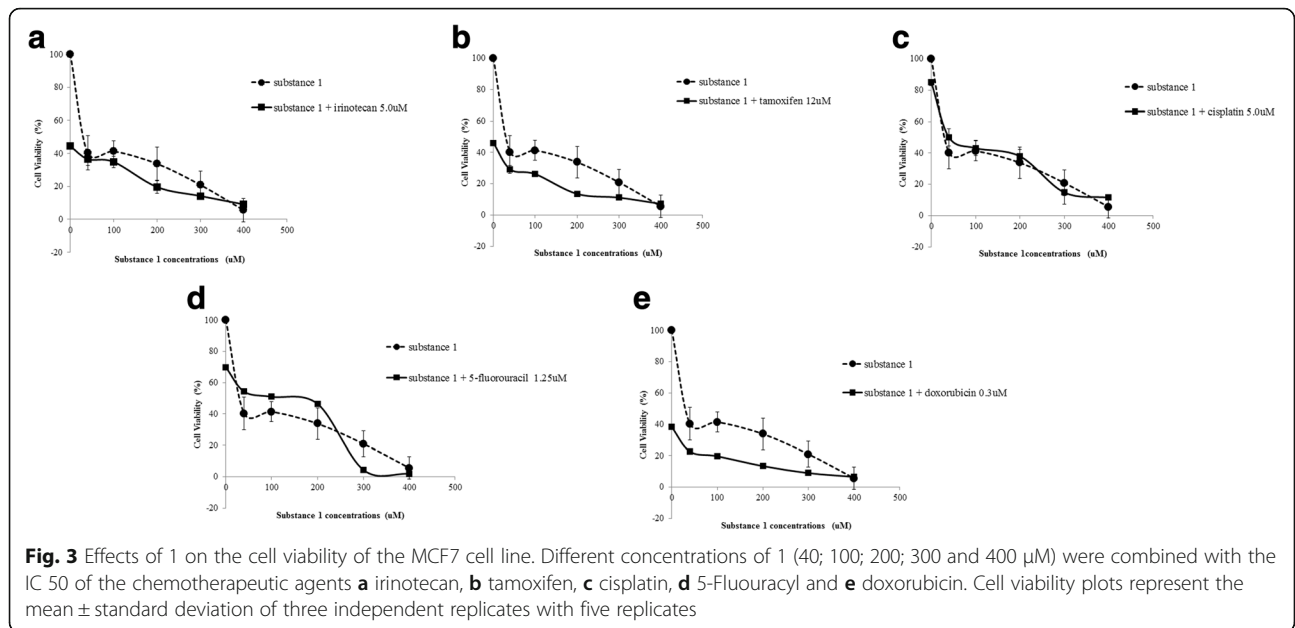 a
100
80
60
40
20
0
-20
Cell Viability (%)
0
100
200
300
400
500
Substance 1 concentrations (uM)
substance 1
substance 1 + irinotecan 5.0uM
b
100
80
60
40
20
0
-20
Cell Viability (%)
0
100
200
300
400
500
Substance 1 concentrations (uM)
substance 1
substance 1 + tamoxifen 12uM
c
100
80
60
40
20
0
-20
Cell Viability (%)
0
100
200
300
400
500
Substance 1concentrations (uM)
substance 1
substance 1 + cisplatin 5.0uM
d
100
80
60
40
20
0
-20
Cell Viability (%)
0
100
200
300
400
500
Substance 1 concentrations (uM)
substance 1
substance 1 + 5-fluorouracil 1.25uM
e
100
80
60
40
20
0
-20
Cell Viability (%)
0
100
200
300
400
500
Substance 1 concentrations (uM)
substance 1
substance 1 + doxorubicin 0.3uM
Fig. 3 Effects of 1 on the cell viability of the MCF7 cell line. Different concentrations of 1 (40; 100; 200; 300 and 400 μM) were combined with the
IC 50 of the chemotherapeutic agents a irinotecan, b tamoxifen, c cisplatin, d 5-Fluouracyl and e doxorubicin. Cell viability plots represent the
mean ± standard deviation of three independent replicates with five replicates